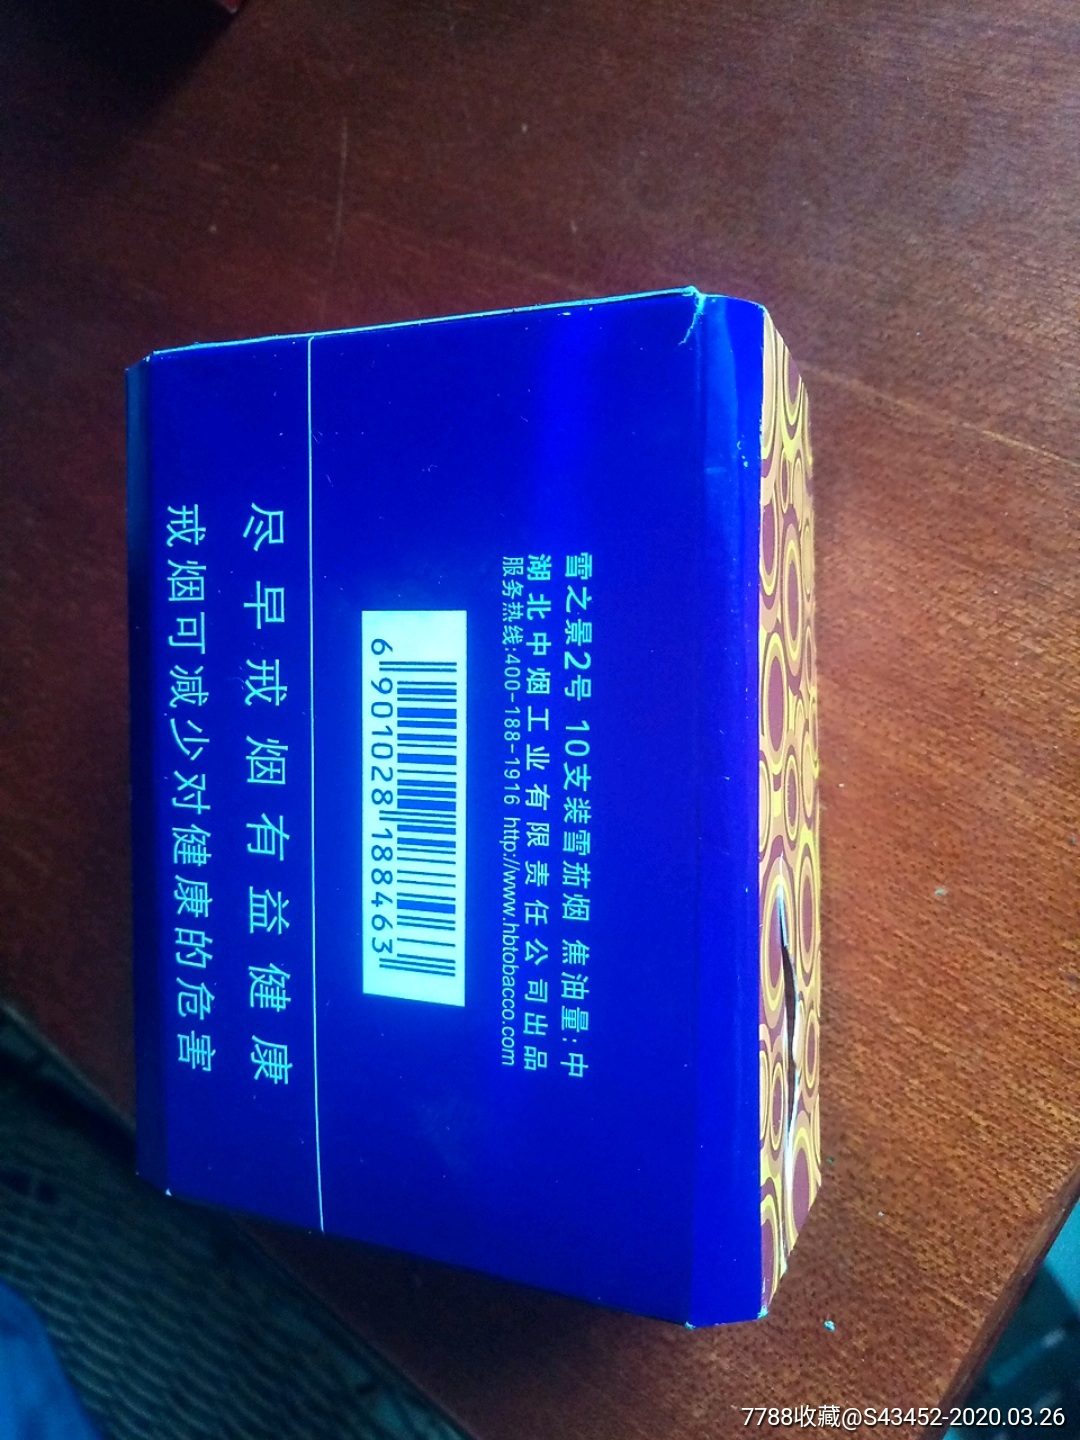 雪之景2号 10支装雪茄烟 焦油量:中
湖北中烟工业有限责任公司出品
服务热线:400-188-1916 http://www.hbtobacco.com
6 901028 188463
尽早戒烟有益健康
戒烟可减少对健康的危害
7788收藏@S43452-2020.03.26